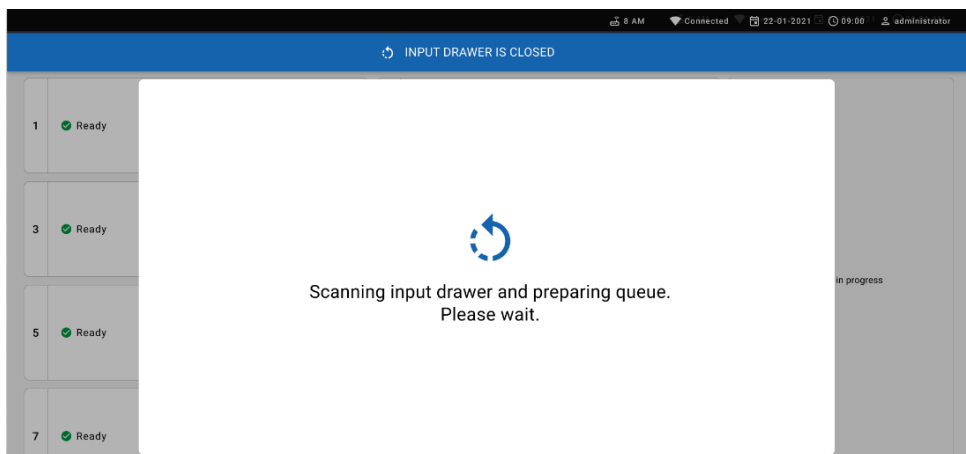 8 AM Connected 22-01-2021 09:00 administrator
INPUT DRAWER IS CLOSED
1 Ready
3 Ready
in progress
Scanning input drawer and preparing queue.
Please wait.
5 Ready
7 Ready